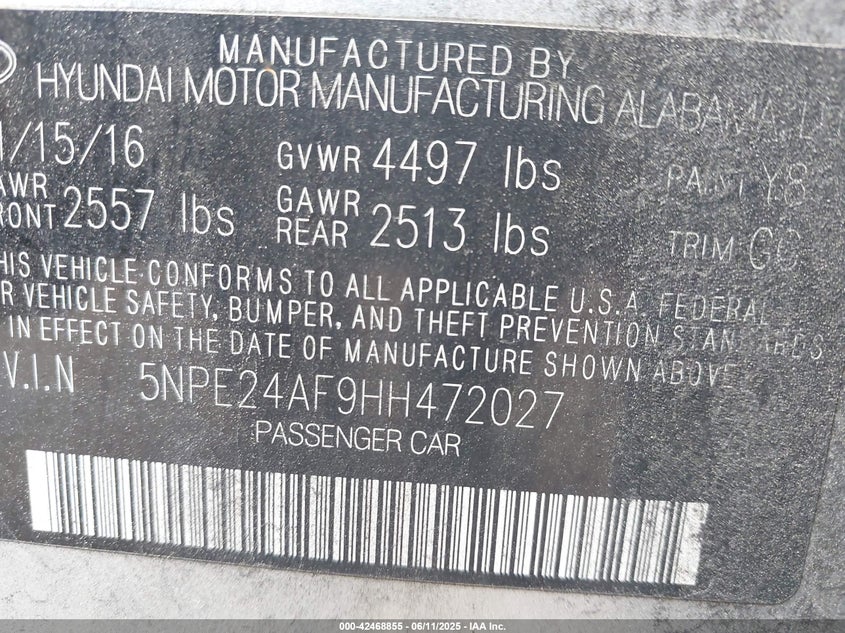 MANUFACTURED BY
HYUNDAI MOTOR MANUFACTURING ALABAMA,
/15/16 GVWR 4497 lbs PAINT Y8
AWR GAWR
RONT 2557 lbs REAR 2513 lbs TRIM GC
HIS VEHICLE CONFORMS TO ALL APPLICABLE U.S.A. FEDERAL
R VEHICLE SAFETY, BUMPER, AND THEFT PREVENTION STANDARDS
IN EFFECT ON THE DATE OF MANUFACTURE SHOWN ABOVE.
V.I.N 5NPE24AF9HH472027
PASSENGER CAR
000-42468855 - 06/11/2025 - IAA Inc.